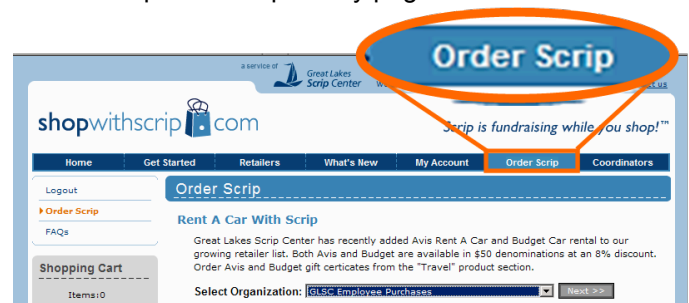 a service of Great Lakes Scrip Center
Order Scrip
shopwithscrip.com
Scrip is fundraising while you shop!™
Home Get Started Retailers What's New My Account Order Scrip Coordinators
Logout
Order Scrip
FAQs
Shopping Cart
Items:0
Order Scrip
Rent A Car With Scrip
Great Lakes Scrip Center has recently added Avis Rent A Car and Budget Car rental to our
growing retailer list. Both Avis and Budget are available in $50 denominations at an 8% discount.
Order Avis and Budget gift certicates from the "Travel" product section.
Select Organization: GLSC Employee Purchases Next >>